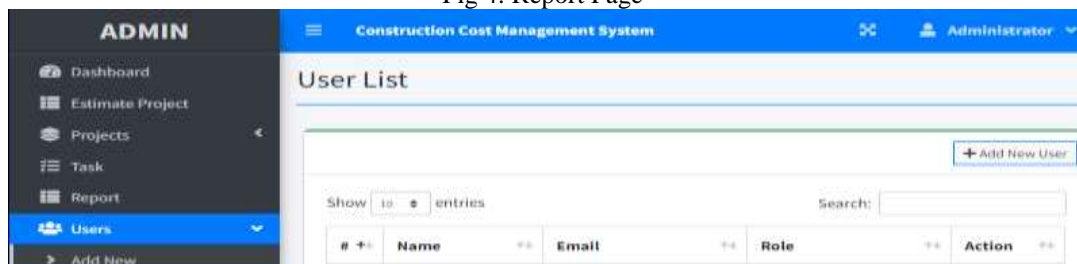 Fig 4: Report Page
ADMIN
Construction Cost Management System
Administrator
Dashboard
Estimate Project
Projects
Task
Report
Users
Add New
User List
+ Add New User
Show 10 entries
Search:
# Name Email Role Action